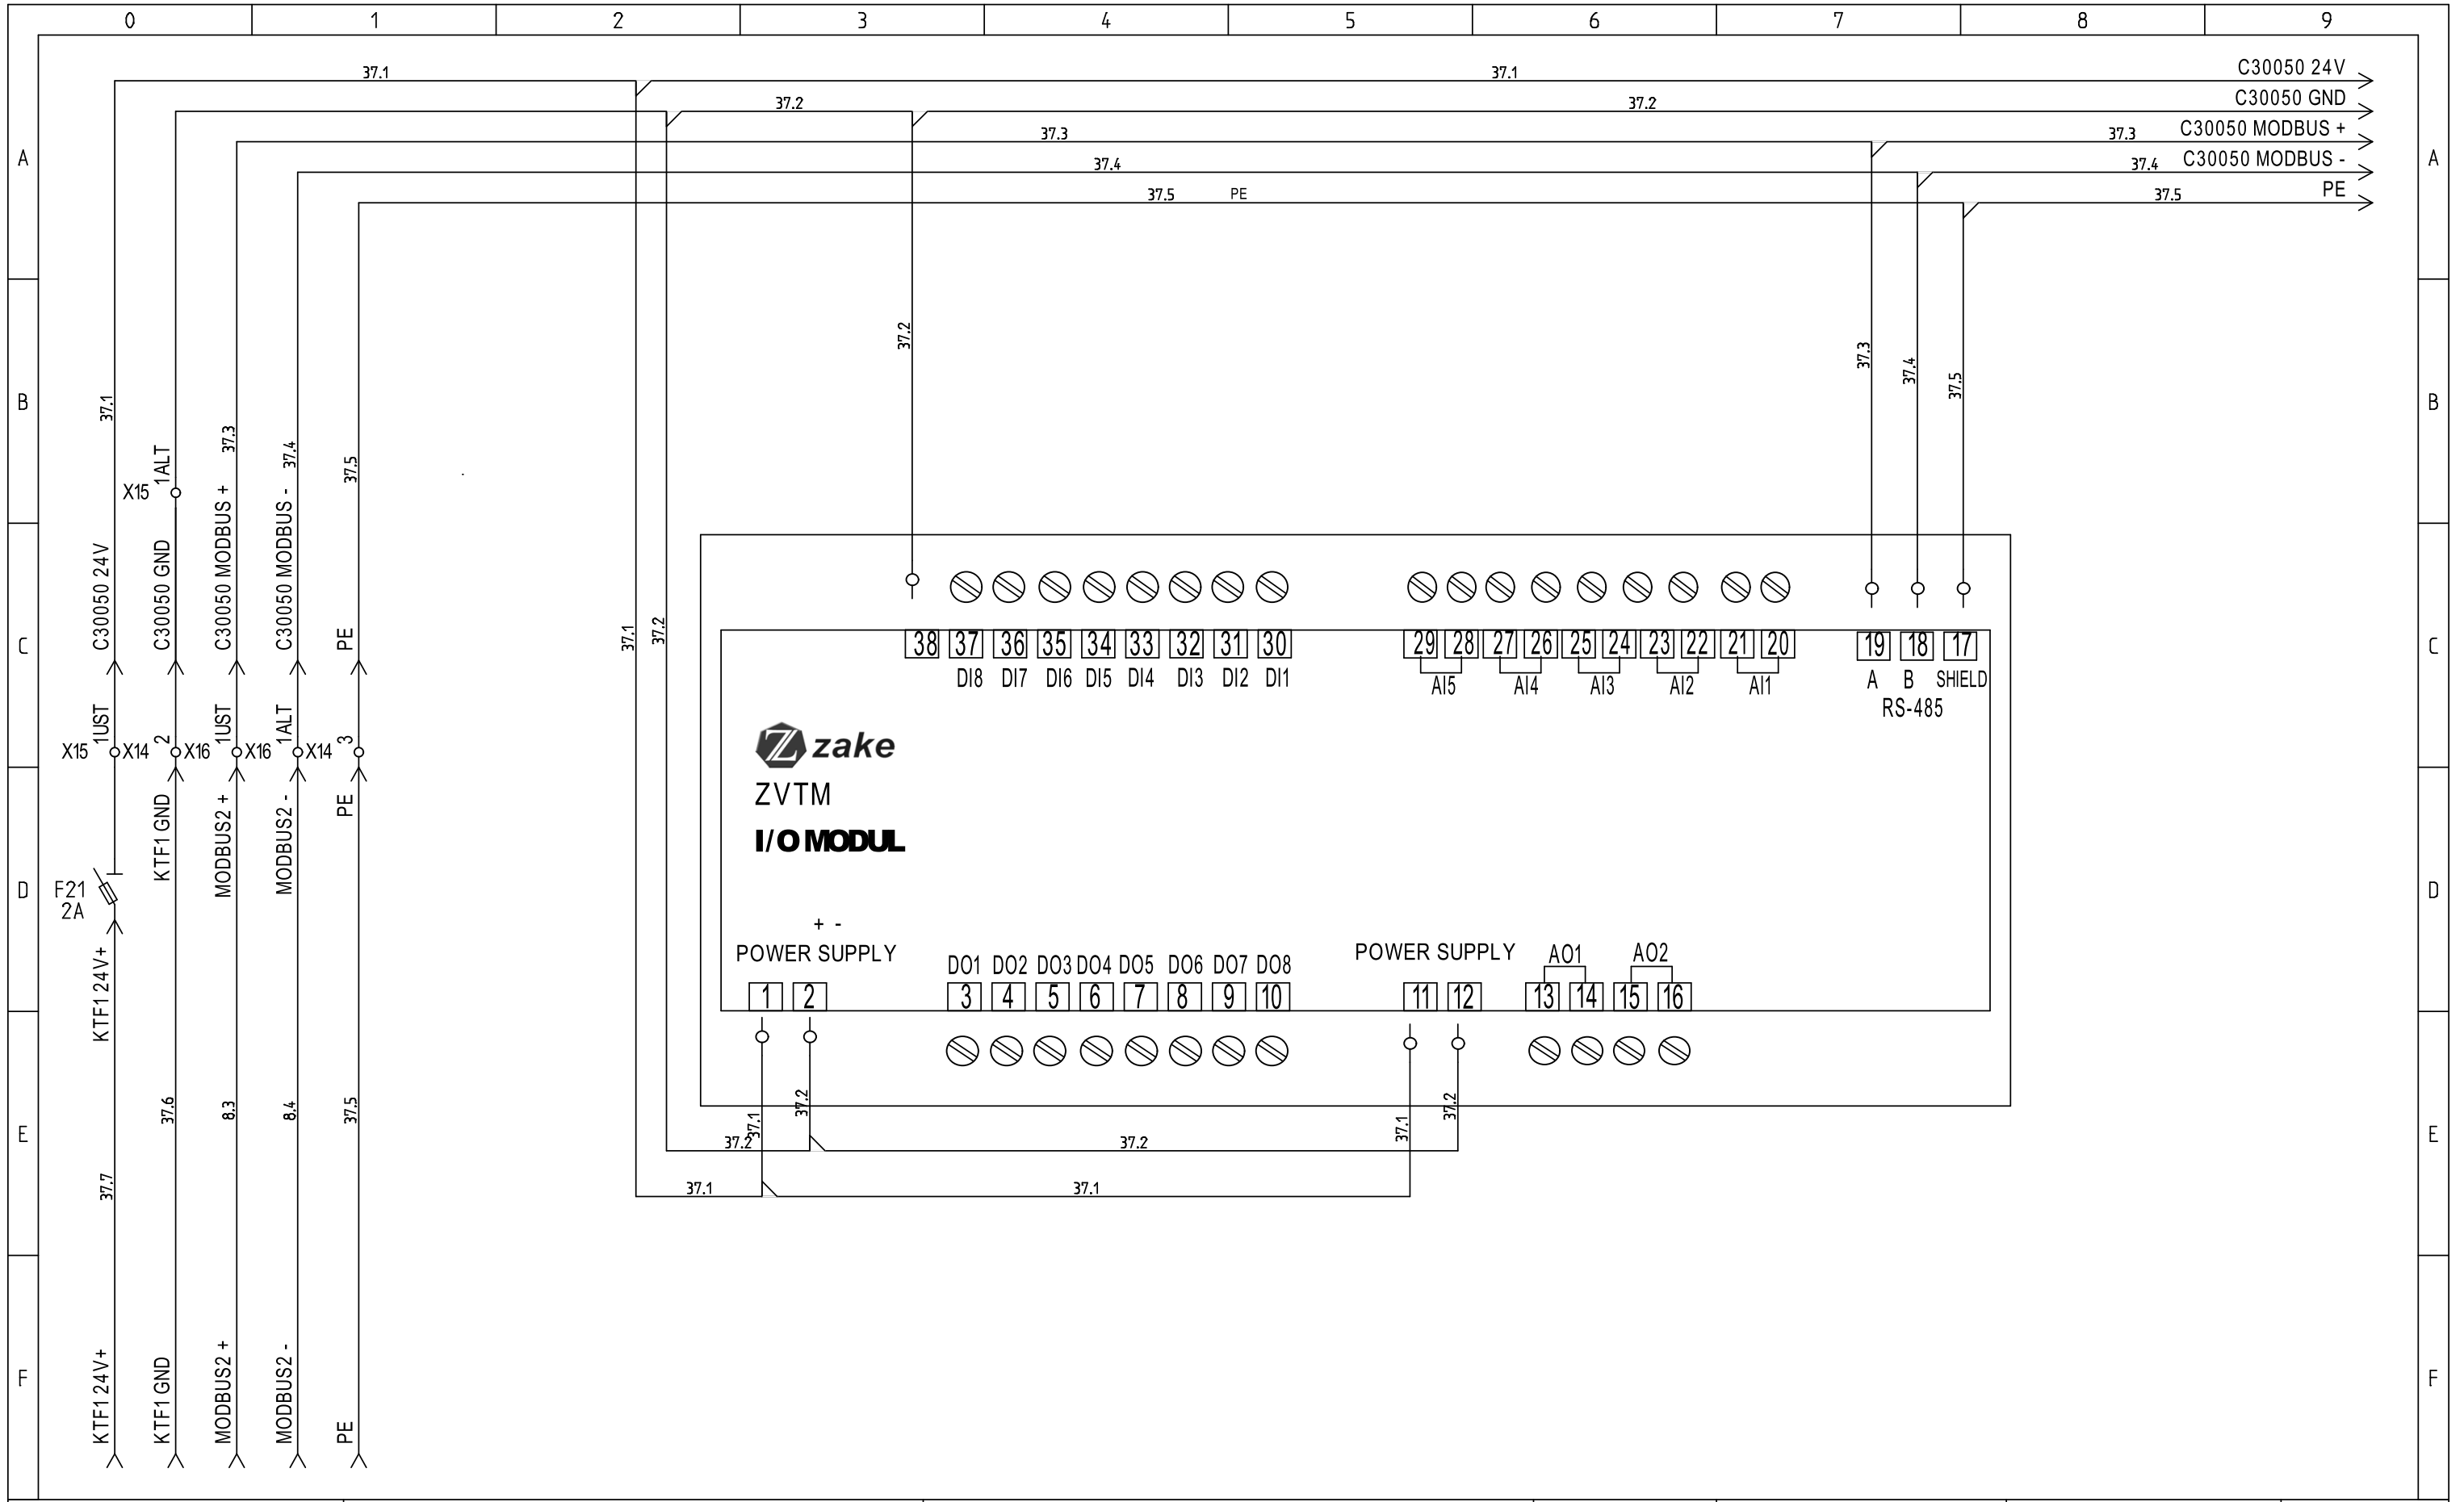 0 1 2 3 4 5 6 7 8 9
37.1 37.1 C30050 24V
37.2 37.2 C30050 GND
37.3 37.3 C30050 MODBUS +
37.4 37.4 C30050 MODBUS -
37.5 PE 37.5 PE
A A
37.2 37.3 37.4 37.5
B B
37.1 37.3 37.4 37.5
X15 1ALT
C30050 24V C30050 GND C30050 MODBUS + C30050 MODBUS - PE
37.1 37.2
C C
38 37 36 35 34 33 32 31 30 29 28 27 26 25 24 23 22 21 20 19 18 17
DI8 DI7 DI6 DI5 DI4 DI3 DI2 DI1 AI5 AI4 AI3 AI2 AI1 A B SHIELD
RS-485
X15 1UST X14 2 X16 1UST X16 1ALT X14 3
zake
ZVTM
I/O MODUL
KTF1 GND MODBUS2 + MODBUS2 - PE
D D
F21
2A
KTF1 24V+
+ -
POWER SUPPLY DO1 DO2 DO3 DO4 DO5 DO6 DO7 DO8 POWER SUPPLY AO1 AO2
1 2 3 4 5 6 7 8 9 10 11 12 13 14 15 16
37.6 8.3 8.4 37.5
37.1 37.2 37.1 37.2
E E
37.2 37.2
37.7
37.1 37.1
F F
KTF1 24V+ KTF1 GND MODBUS2 + MODBUS2 - PE